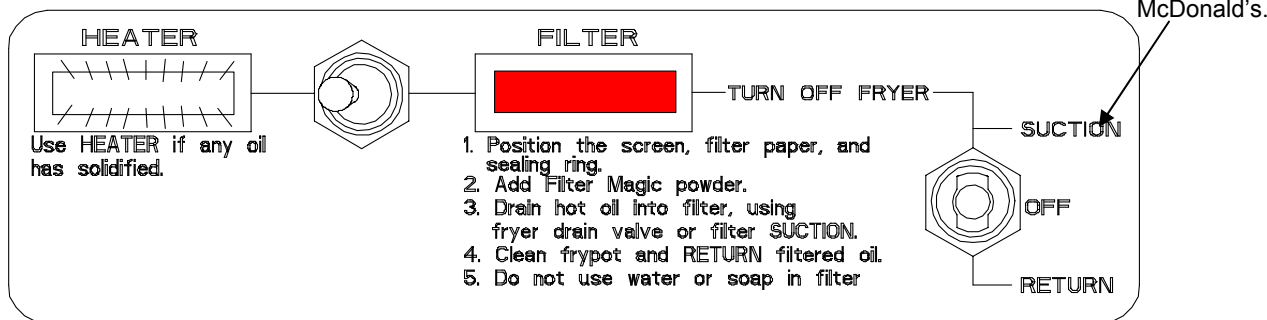 McDonald's.
HEATER
FILTER
TURN OFF FRYER
SUCTION
Use HEATER if any oil
has solidified.
1. Position the screen, filter paper, and
sealing ring.
2. Add Filter Magic powder.
3. Drain hot oil into filter, using
fryer drain valve or filter SUCTION.
4. Clean frypot and RETURN filtered oil.
5. Do not use water or soap in filter
OFF
RETURN